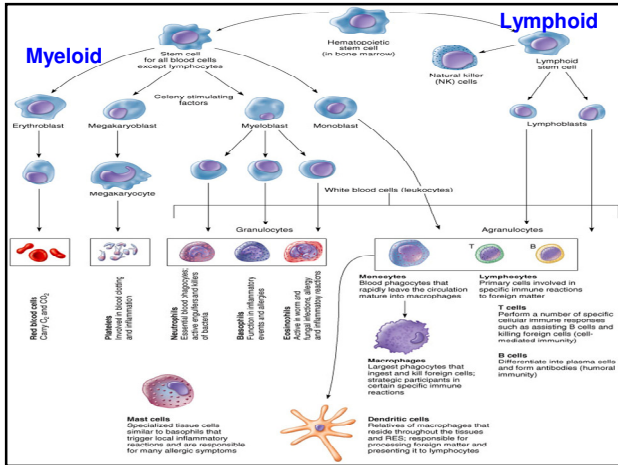 Myeloid
Lymphoid
Hematopoietic
stem cell
(in bone marrow)
Stem cell
for all blood cells
except lymphocytes
Natural killer
(NK) cells
Lymphoid
stem cell
Colony stimulating
factors
Erythroblast
Megakaryoblast
Myeloblast
Monoblast
Lymphoblasts
Megakaryocyte
White blood cells (leukocytes)
Granulocytes
Agranulocytes
T
B
Red blood cells
Carry O2 and CO2
Platelets
Involved in blood clotting
and inflammation
Neutrophils
Essential blood phagocytes;
active engulfers and killers
of bacteria
Basophils
Function in inflammatory
events and allergies
Eosinophils
Active in worm and
fungal infections, allergy
and inflammatory reactions
Monocytes
Blood phagocytes that
rapidly leave the circulation
mature into macrophages
Lymphocytes
Primary cells involved in
specific immune reactions
to foreign matter
T cells
Perform a number of specific
cellular immune responses
such as assisting B cells and
killing foreign cells (cell-
mediated immunity)
B cells
Differentiate into plasma cells
and form antibodies (humoral
immunity)
Macrophages
Largest phagocytes that
ingest and kill foreign cells;
strategic participants in
certain specific immune
reactions
Mast cells
Specialized tissue cells
similar to basophils that
trigger local inflammatory
reactions and are responsible
for many allergic symptoms
Dendritic cells
Relatives of macrophages that
reside throughout the tissues
and RES; responsible for
processing foreign matter and
presenting it to lymphocytes